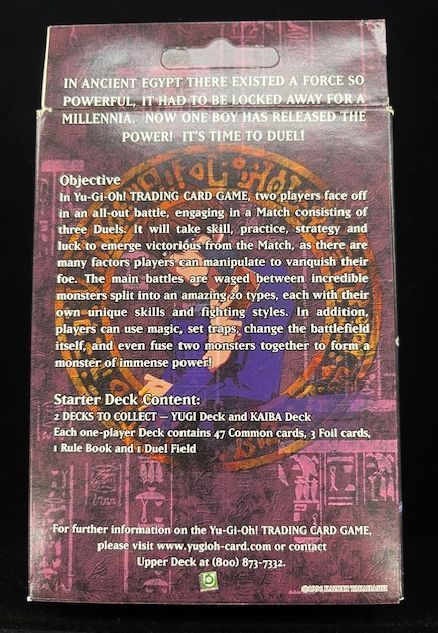 IN ANCIENT EGYPT THERE EXISTED A FORCE SO
POWERFUL, IT HAD TO BE LOCKED AWAY FOR A
MILLENNIA. NOW ONE BOY HAS RELEASED THE
POWER! IT'S TIME TO DUEL!
Objective
In Yu-Gi-Oh! TRADING CARD GAME, two players face off
in an all-out battle, engaging in a Match consisting of
three Duels. It will take skill, practice, strategy and
luck to emerge victorious from the Match, as there are
many factors players can manipulate to vanquish their
foe. The main battles are waged between incredible
monsters split into an amazing 20 types, each with their
own unique skills and fighting styles. In addition,
players can use magic, set traps, change the battlefield
itself, and even fuse two monsters together to form a
monster of immense power!
Starter Deck Content:
2 DECKS TO COLLECT – YUGI Deck and KAIBA Deck
Each one-player Deck contains 47 Common cards, 3 Foil cards,
1 Rule Book and 1 Duel Field
For further information on the Yu-Gi-Oh! TRADING CARD GAME,
please visit www.yugioh-card.com or contact
Upper Deck at (800) 873-7332.